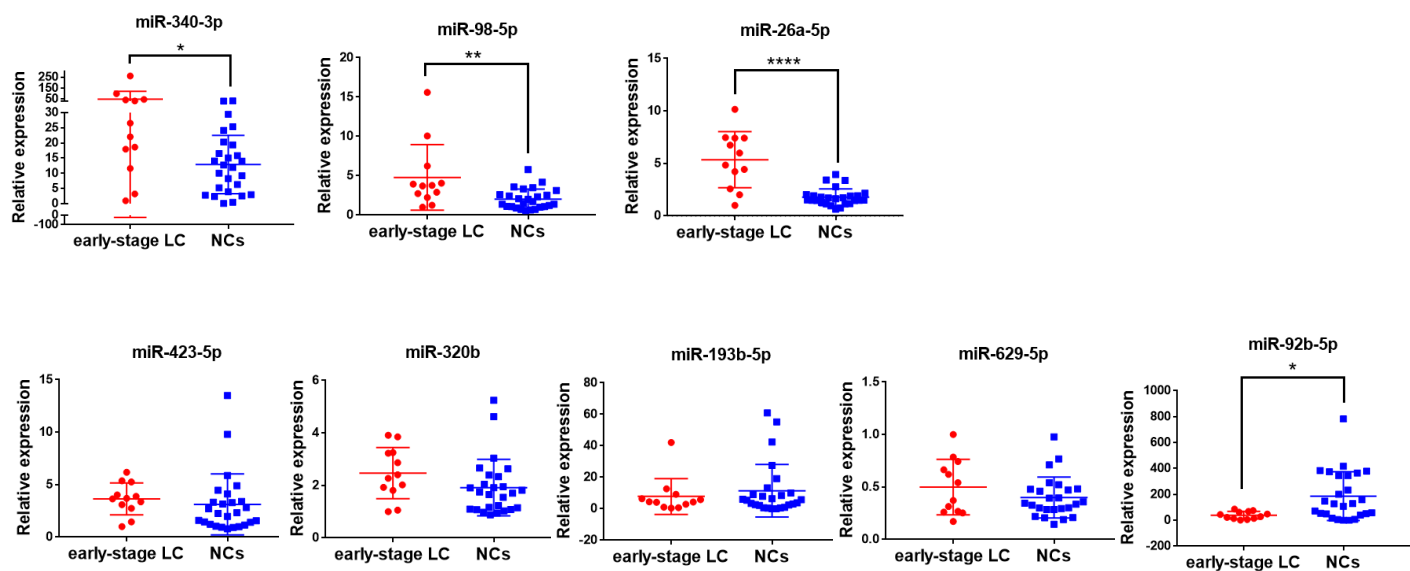 miR-340-3p
*
Relative expression
250
150
50
30
25
20
15
10
5
0
0
-100
early-stage LC
NCs
miR-98-5p
**
Relative expression
20
15
10
5
0
early-stage LC
NCs
miR-26a-5p
****
Relative expression
15
10
5
0
early-stage LC
NCs
miR-423-5p
Relative expression
15
10
5
0
early-stage LC
NCs
miR-320b
Relative expression
6
4
2
0
early-stage LC
NCs
miR-193b-5p
Relative expression
80
60
40
20
0
-20
early-stage LC
NCs
miR-629-5p
Relative expression
1.5
1.0
0.5
0.0
early-stage LC
NCs
miR-92b-5p
*
Relative expression
1000
800
600
400
200
0
-200
early-stage LC
NCs